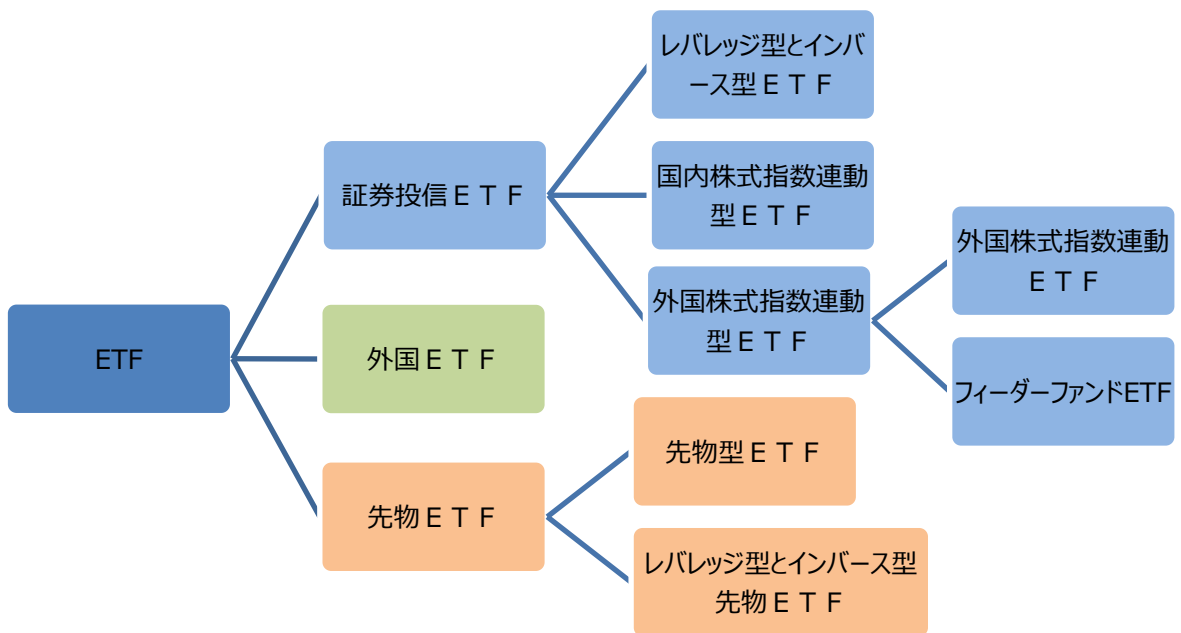 レバレッジ型とインバ
ース型ＥＴＦ
証券投信ＥＴＦ
国内株式指数連動
型ＥＴＦ
外国株式指数連動
ＥＴＦ
外国株式指数連動
型ＥＴＦ
ETF
外国ＥＴＦ
フィーダーファンドETF
先物型ＥＴＦ
先物ＥＴＦ
レバレッジ型とインバース型
先物ＥＴＦ